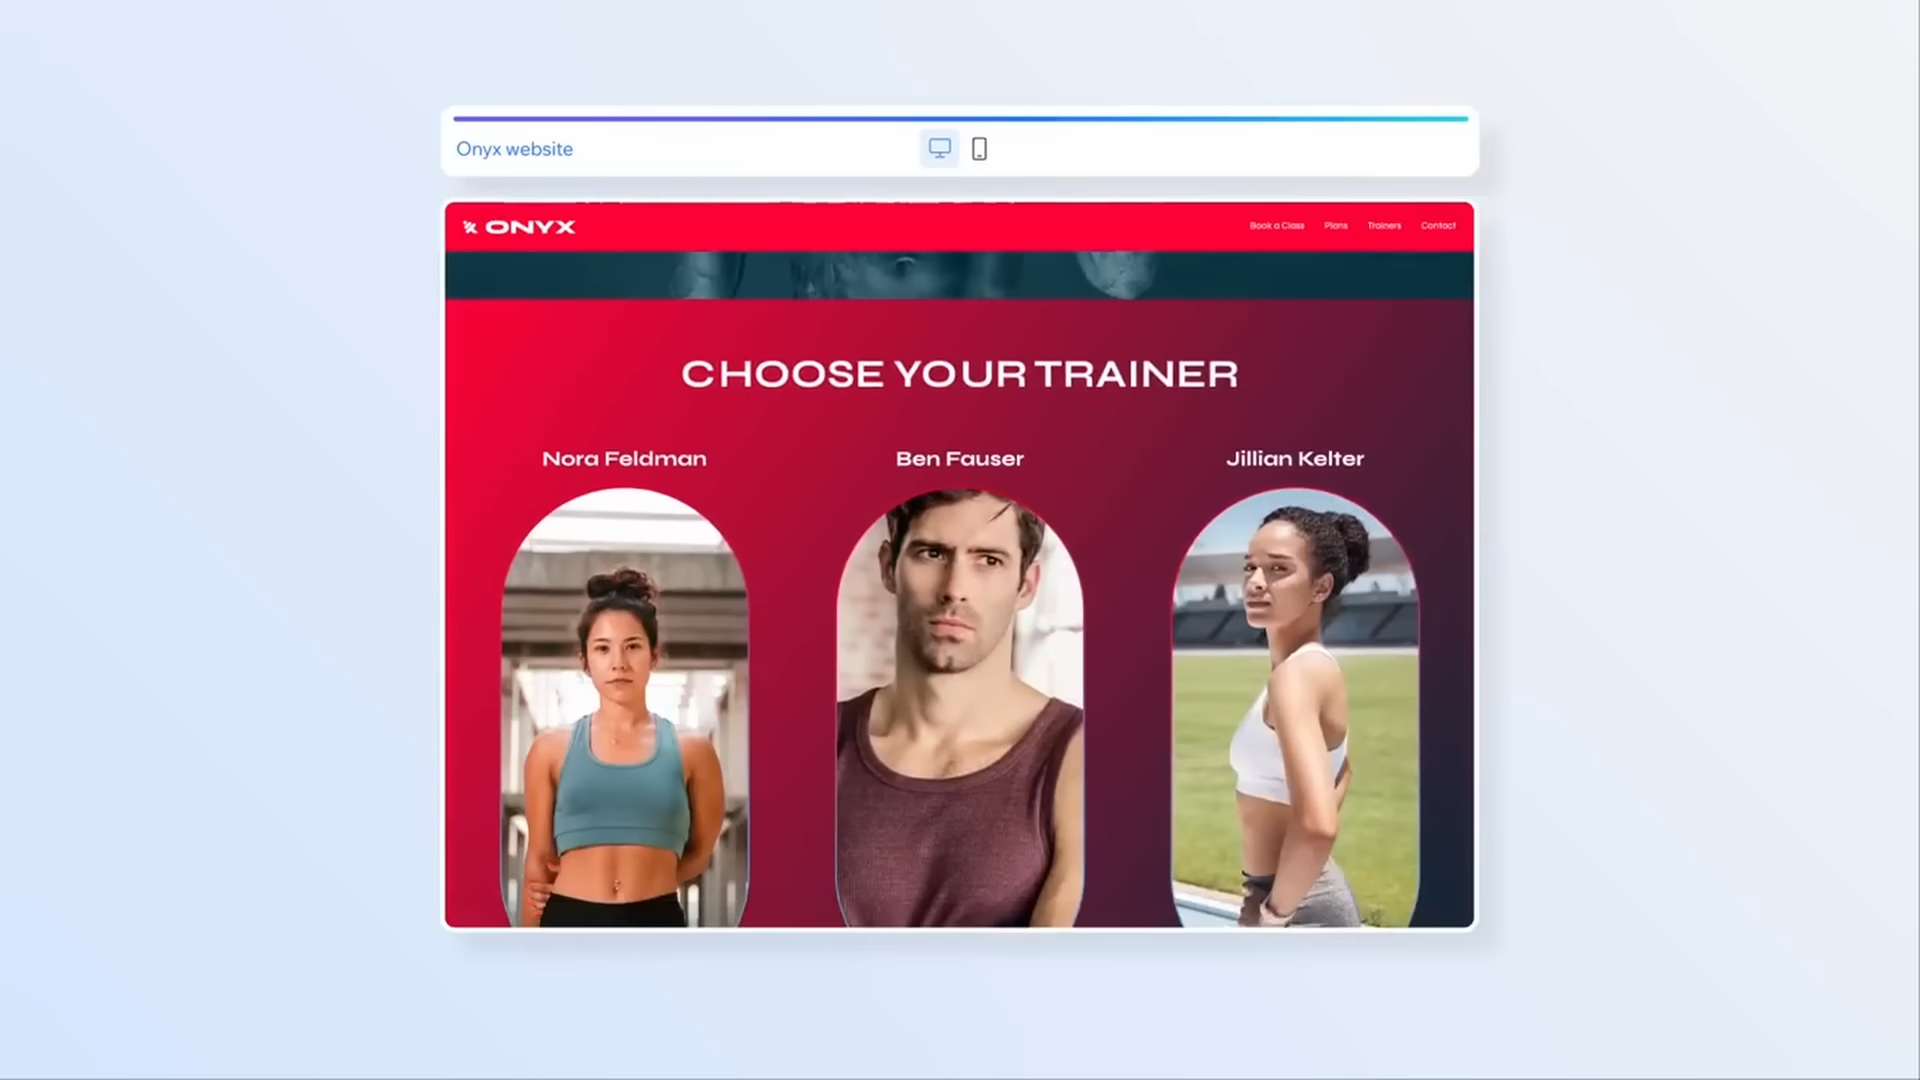 Onyx website
ONYX
Book a Class Plans Trainers Contact
CHOOSE YOUR TRAINER
Nora Feldman
Ben Fauser
Jillian Kelter